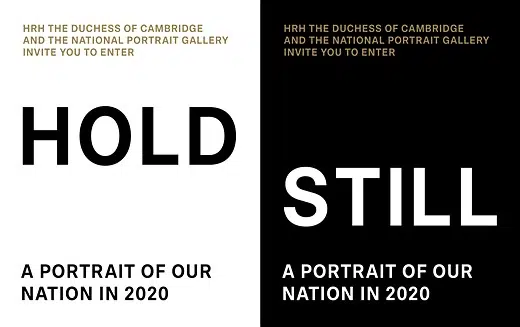 HRH THE DUCHESS OF CAMBRIDGE
AND THE NATIONAL PORTRAIT GALLERY
INVITE YOU TO ENTER
HOLD
A PORTRAIT OF OUR
NATION IN 2020
HRH THE DUCHESS OF CAMBRIDGE
AND THE NATIONAL PORTRAIT GALLERY
INVITE YOU TO ENTER
STILL
A PORTRAIT OF OUR
NATION IN 2020